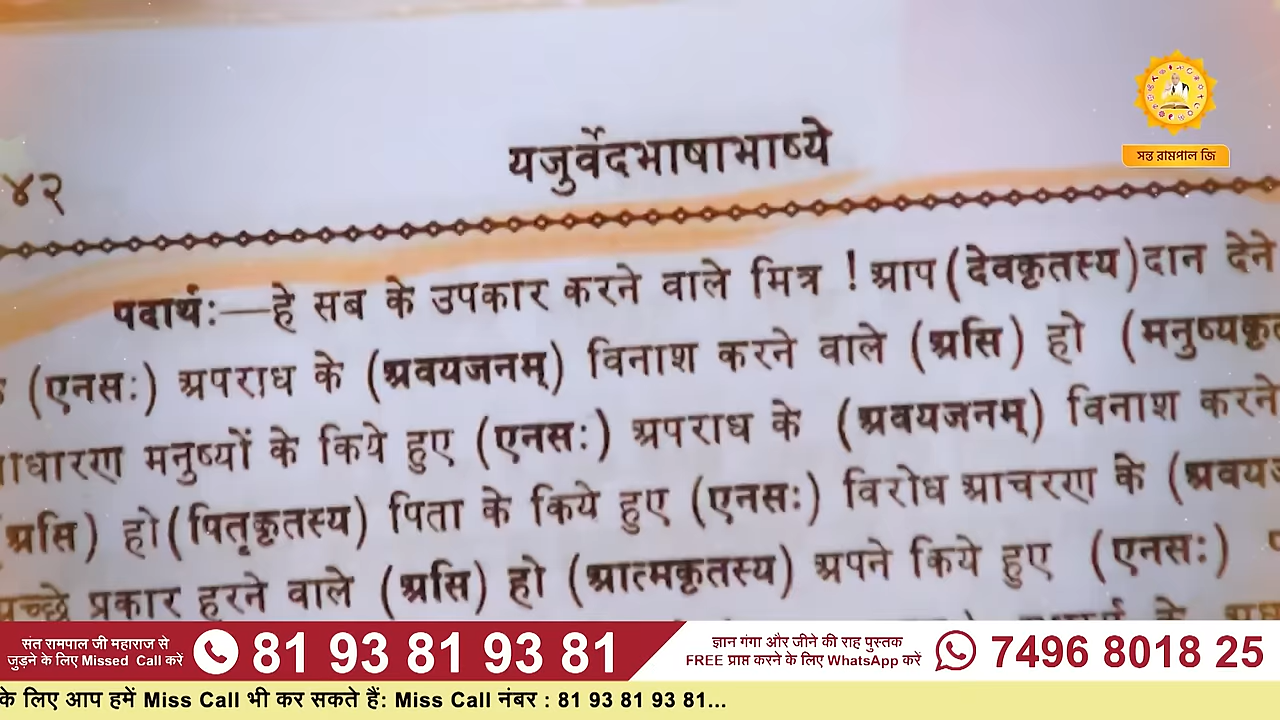 सन्त रामपाल जि
यजुर्वेदभाषाभाष्ये
४२
पदार्थः—हे सब के उपकार करने वाले मित्र ! आप (देवकृतस्य) दान देने
(एनसः) अपराध के (अवयजनम्) विनाश करने वाले (असि) हो (मनुष्यकृत
ाधारण मनुष्यों के किये हुए (एनसः) अपराध के (अवयजनम्) विनाश करने
(असि) हो (पितृकृतस्य) पिता के किये हुए (एनसः) विरोध आचरण के (अवयज
अच्छे प्रकार हरने वाले (असि) हो (आत्मकृतस्य) अपने किये हुए (एनसः)
संत रामपाल जी महाराज से
जुड़ने के लिए Missed Call करें
81 93 81 93 81
ज्ञान गंगा और जीने की राह पुस्तक
FREE प्राप्त करने के लिए WhatsApp करें
7496 8018 25
के लिए आप हमें Miss Call भी कर सकते हैं: Miss Call नंबर : 81 93 81 93 81...